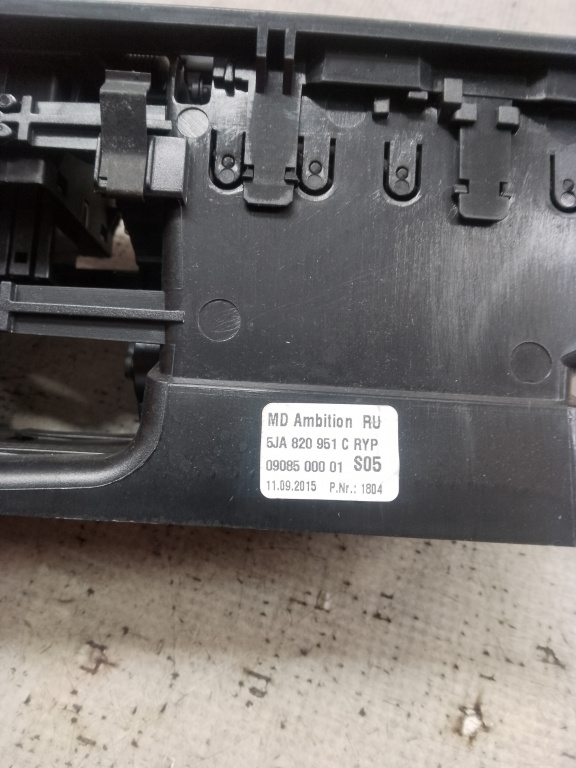 MD Ambition RU
5JA 820 951 C RYP
09085 000 01 S05
11.09.2015 P.Nr.: 1804